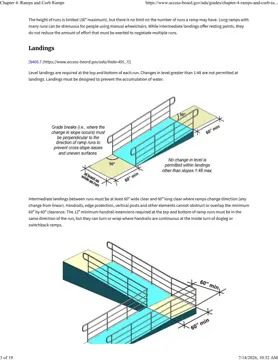 Chapter 4: Ramps and Curb Ramps
https://www.access-board.gov/ada/guides/chapter-4-ramps-and-curb-ra...
The height of runs is limited (30” maximum), but there is no limit on the number of runs a ramp may have. Long ramps with
many runs can be strenuous for people using manual wheelchairs. While intermediate landings offer resting points, they
do not reduce the amount of effort that must be exerted to negotiate multiple runs.
Landings
[§405.7 (https://www.access-board.gov/ada/#ada-405_7)]
Level landings are required at the top and bottom of each run. Changes in level greater than 1:48 are not permitted at
landings. Landings must be designed to prevent the accumulation of water.
Grade breaks (i.e., where the
change in slope occurs) must
be perpendicular to the
direction of ramp runs to
prevent cross slope ease
and uneven surfaces.
90°
90°
60" min.
at least as
wide as run
No change in level is
permitted within landings
other than slopes 1:48 max.
Intermediate landings between runs must be at least 60” wide clear and 60” long clear where ramps change direction (any
change from linear). Handrails, edge protection, vertical posts and other elements cannot obstruct or overlap the minimum
60” by 60” clearance. The 12” minimum handrail extensions required at the top and bottom of ramp runs must be in the
same direction of the run, but they can turn or wrap where handrails are continuous at the inside turn of dogleg or
switchback ramps.
60" min.
60" min.
3 of 19
7/14/2026, 10:32 AM